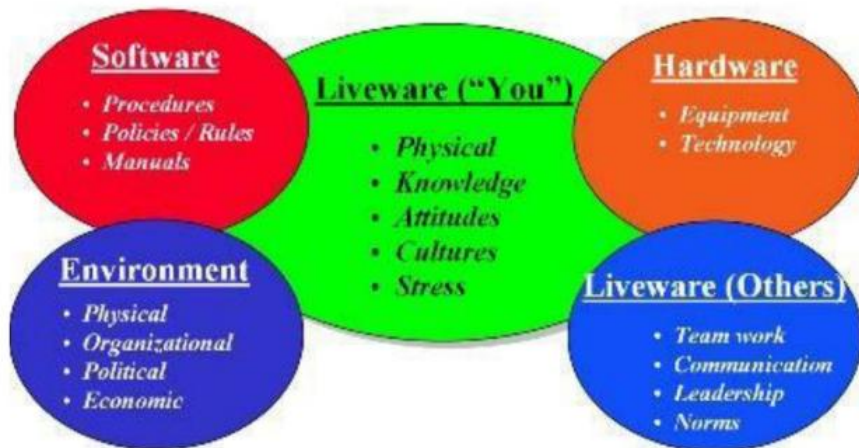 Software
• Procedures
• Policies / Rules
• Manuals
Liveware ("You")
• Physical
• Knowledge
• Attitudes
• Cultures
• Stress
Hardware
• Equipment
• Technology
Environment
• Physical
• Organizational
• Political
• Economic
Liveware (Others)
• Team work
• Communication
• Leadership
• Norms